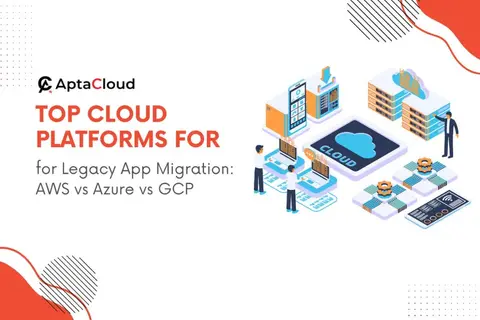 AptaCloud
TOP CLOUD
PLATFORMS FOR
for Legacy App Migration:
AWS vs Azure vs GCP
CLOUD